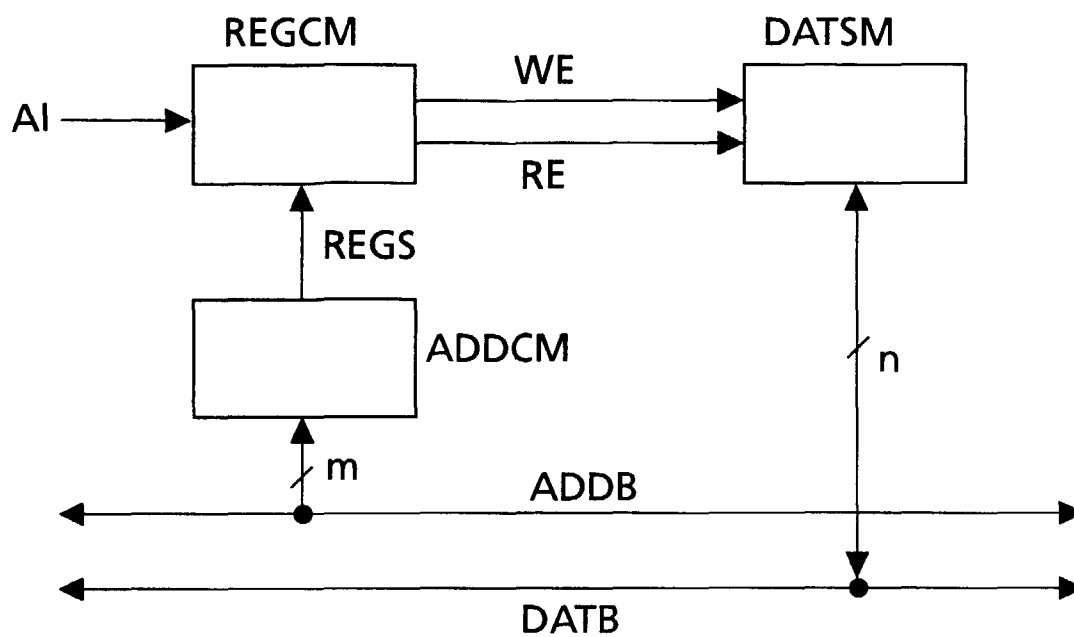 REGCM
DATSM
WE
AI
RE
REGS
ADDCM
n
m
ADDB
DATB